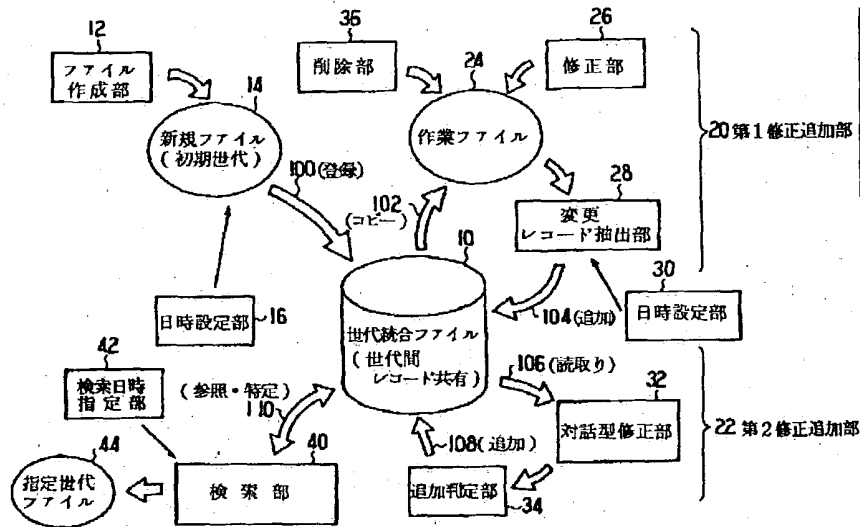 12
ファイル
作成部
14
新規ファイル
(初期世代)
36
削除部
24
作業ファイル
26
修正部
20 第1修正追加部
100(登録)
102
(コピー)
28
変更
レコード抽出部
10
世代統合ファイル
(世代間
レコード共有)
30
日時設定部
104(追加)
日時設定部
16
42
検索日時
指定部
(参照・特定)
110
106(読取り)
32
対話型修正部
22 第2修正追加部
44
指定世代
ファイル
40
検索部
108(追加)
追加判定部
34